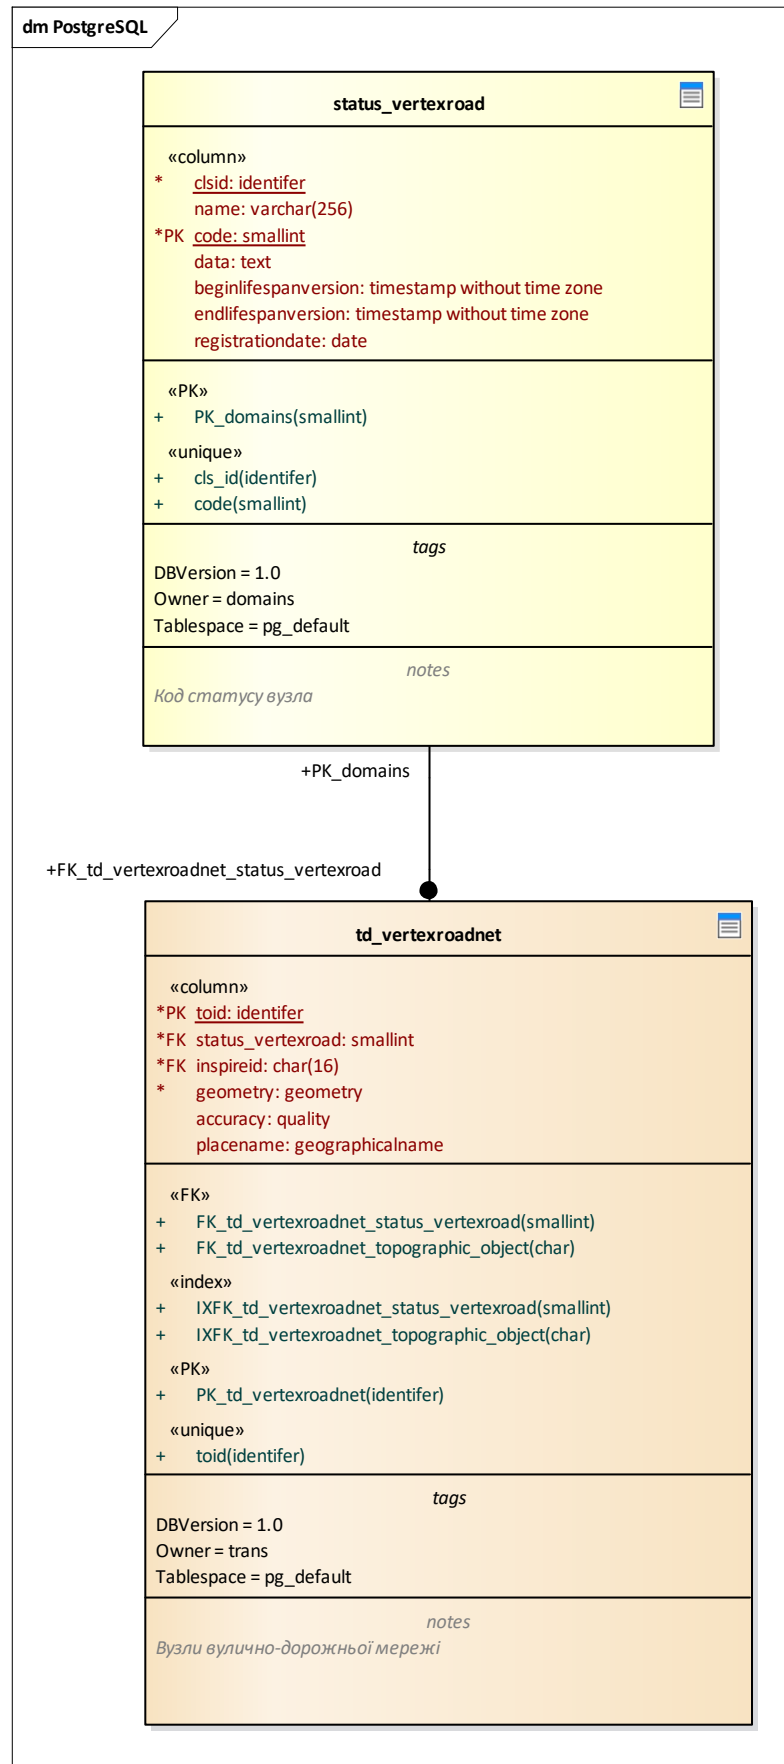 dm PostgreSQL
status_vertexroad
«column»
* clsid: identifer
name: varchar(256)
*PK code: smallint
data: text
beginlifespanversion: timestamp without time zone
endlifespanversion: timestamp without time zone
registrationdate: date
«PK»
+ PK_domains(smallint)
«unique»
+ cls_id(identifer)
+ code(smallint)
tags
DBVersion = 1.0
Owner = domains
Tablespace = pg_default
notes
Код статусу вузла
+PK_domains
+FK_td_vertexroadnet_status_vertexroad
td_vertexroadnet
«column»
*PK toid: identifer
*FK status_vertexroad: smallint
*FK inspireid: char(16)
* geometry: geometry
accuracy: quality
placename: geographicalname
«FK»
+ FK_td_vertexroadnet_status_vertexroad(smallint)
+ FK_td_vertexroadnet_topographic_object(char)
«index»
+ IXFK_td_vertexroadnet_status_vertexroad(smallint)
+ IXFK_td_vertexroadnet_topographic_object(char)
«PK»
+ PK_td_vertexroadnet(identifer)
«unique»
+ toid(identifer)
tags
DBVersion = 1.0
Owner = trans
Tablespace = pg_default
notes
Вузли вулично-дорожньої мережі